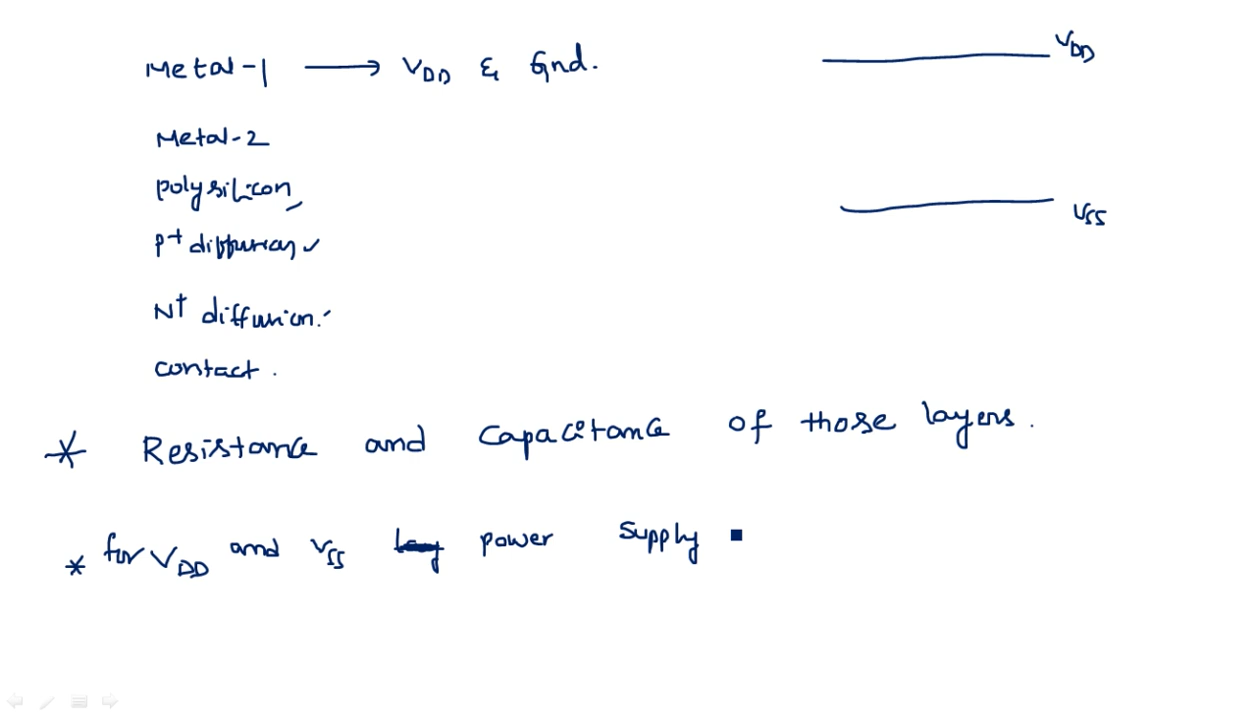 Metal-1 → VDD & Gnd.
VDD
Metal-2
polysilicon
VSS
P+ diffusion
N+ diffusion.
contact.
* Resistance and capacitance of those layers.
* for VDD and VSS power supply